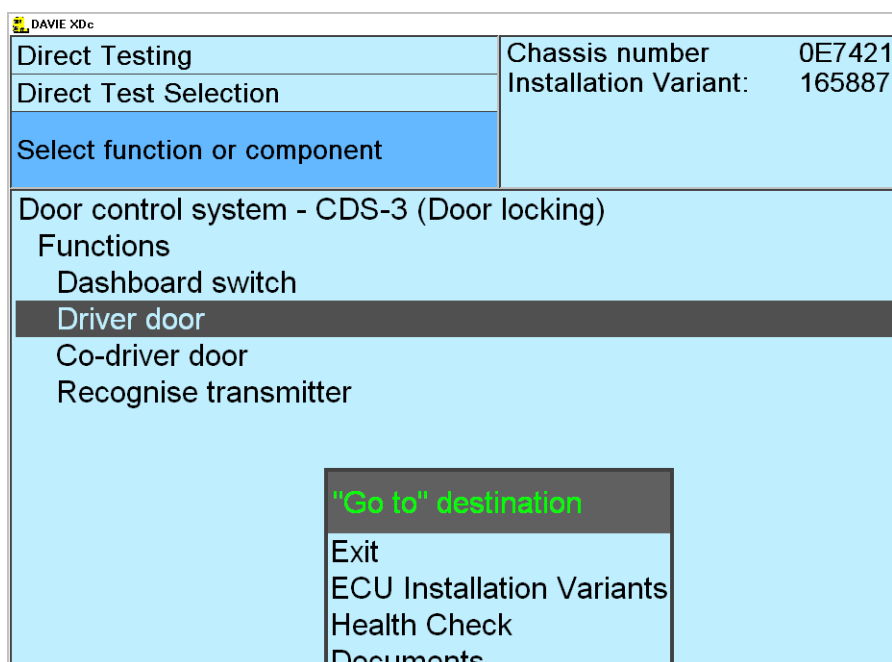 DAVIE XDc
Direct Testing
Direct Test Selection
Select function or component
Chassis number 0E7421
Installation Variant: 165887
Door control system - CDS-3 (Door locking)
Functions
Dashboard switch
Driver door
Co-driver door
Recognise transmitter
"Go to" destination
Exit
ECU Installation Variants
Health Check
Documents